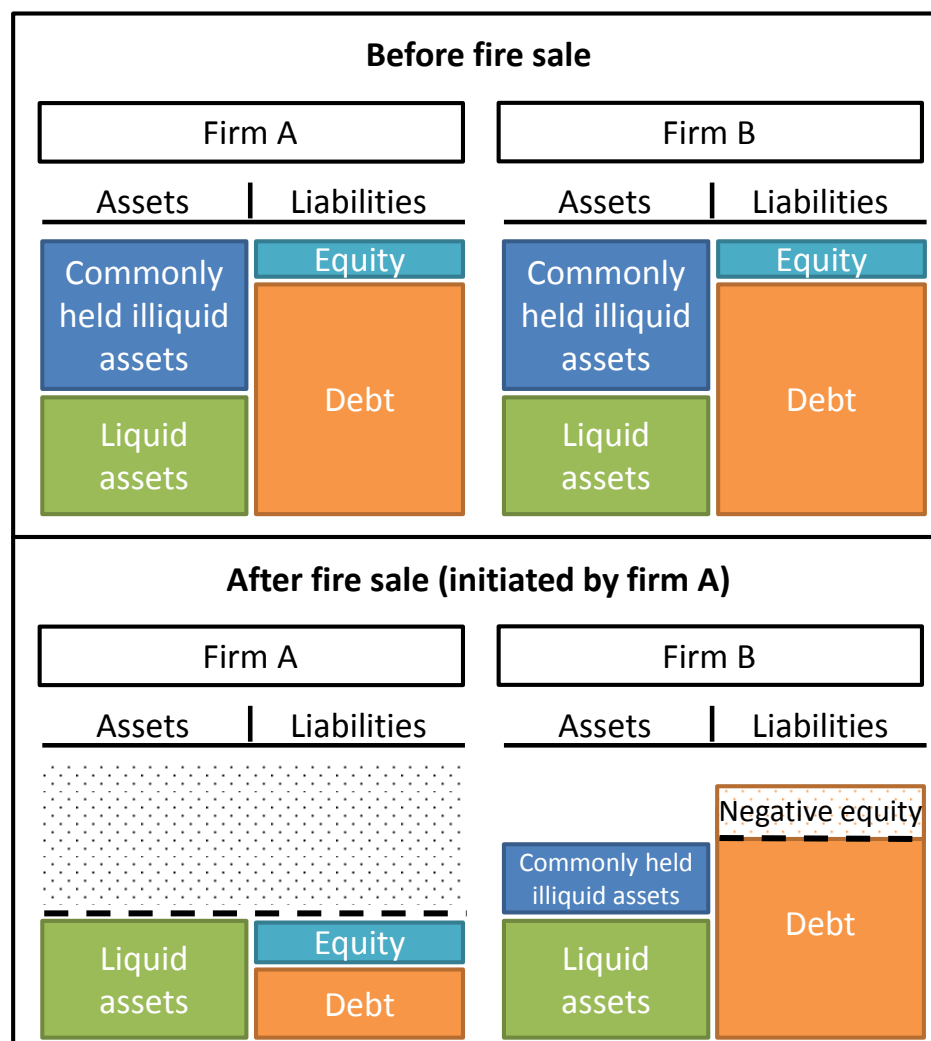 Before fire sale
Firm A
Firm B
Assets
Liabilities
Assets
Liabilities
Commonly
held illiquid
assets
Equity
Commonly
held illiquid
assets
Equity
Debt
Debt
Liquid
assets
Liquid
assets
After fire sale (initiated by firm A)
Firm A
Firm B
Assets
Liabilities
Assets
Liabilities
Negative equity
Commonly held
illiquid assets
Liquid
assets
Equity
Debt
Liquid
assets
Debt